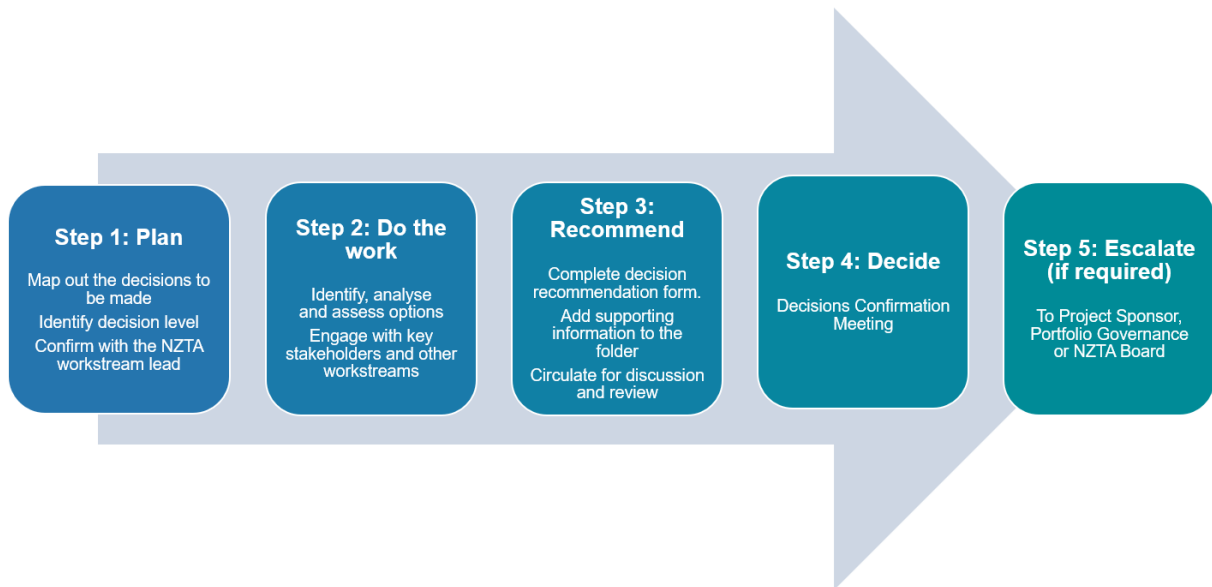 Step 1: Plan
Map out the decisions to
be made
Identify decision level
Confirm with the NZTA
workstream lead
Step 2: Do the
work
Identify, analyse
and assess options
Engage with key
stakeholders and other
workstreams
Step 3:
Recommend
Complete decision
recommendation form.
Add supporting
information to the
folder
Circulate for discussion
and review
Step 4: Decide
Decisions Confirmation
Meeting
Step 5: Escalate
(if required)
To Project Sponsor,
Portfolio Governance
or NZTA Board